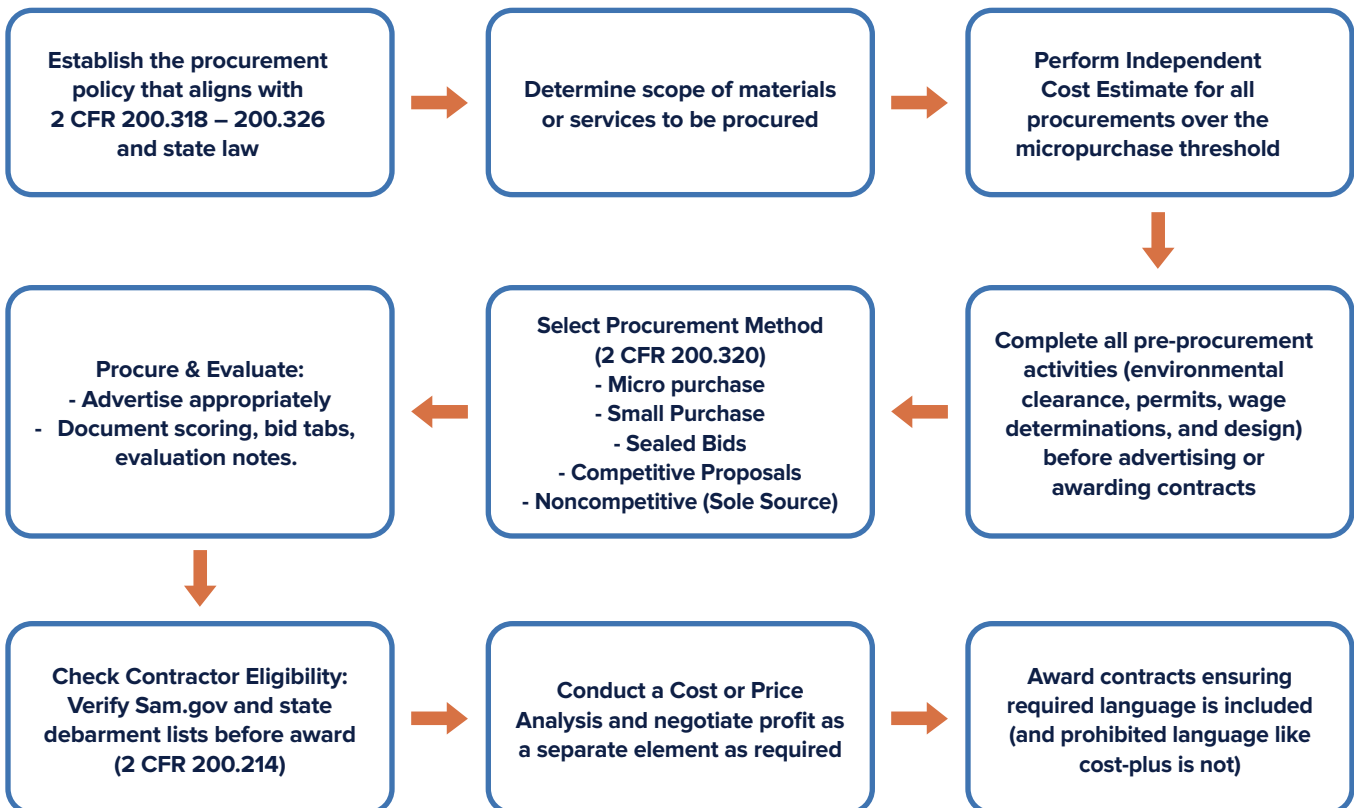 Establish the procurement
policy that aligns with
2 CFR 200.318 – 200.326
and state law
Determine scope of materials
or services to be procured
Perform Independent
Cost Estimate for all
procurements over the
micropurchase threshold
Complete all pre-procurement
activities (environmental
clearance, permits, wage
determinations, and design)
before advertising or
awarding contracts
Select Procurement Method
(2 CFR 200.320)
- Micro purchase
- Small Purchase
- Sealed Bids
- Competitive Proposals
- Noncompetitive (Sole Source)
Procure & Evaluate:
- Advertise appropriately
- Document scoring, bid tabs,
evaluation notes.
Check Contractor Eligibility:
Verify Sam.gov and state
debarment lists before award
(2 CFR 200.214)
Conduct a Cost or Price
Analysis and negotiate profit as
a separate element as required
Award contracts ensuring
required language is included
(and prohibited language like
cost-plus is not)